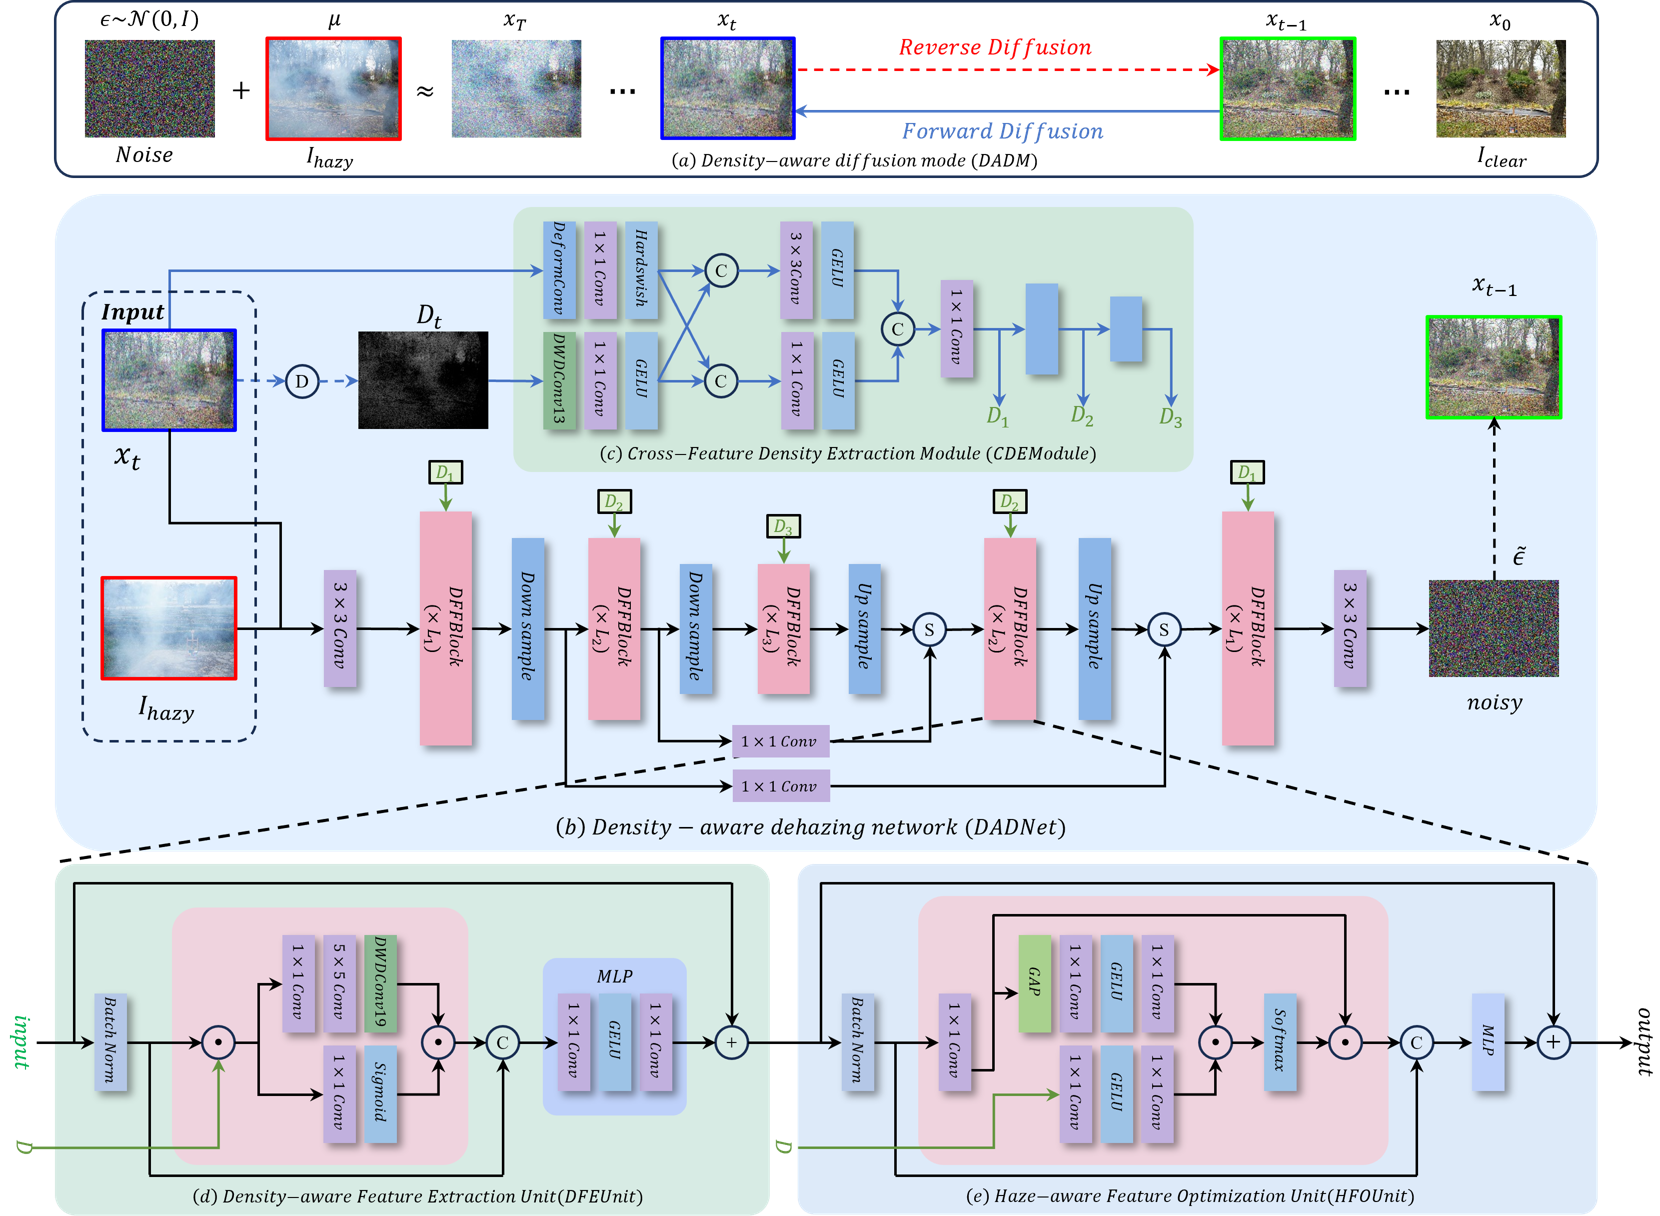 ϵ~𝒩(0, I)
μ
x_T
x_t
x_{t−1}
x_0
+
≈
...
Reverse Diffusion
Forward Diffusion
...
Noise
I_{hazy}
(a) Density−aware diffusion mode (DADM)
I_{clear}
Input
x_t
D
D_t
DeformConv
1 × 1 Conv
Hardswish
C
3 × 3Conv
GELU
DWDConv13
1 × 1 Conv
GELU
C
1 × 1 Conv
GELU
C
1 × 1 Conv
D_1
D_2
D_3
(c) Cross−Feature Density Extraction Module (CDEModule)
x_{t−1}
I_{hazy}
3 × 3 Conv
D_1
DFFBlock
(× L_1)
Down sample
D_2
DFFBlock
(× L_2)
Down sample
D_3
DFFBlock
(× L_3)
Up sample
S
D_2
DFFBlock
(× L_2)
Up sample
S
D_1
DFFBlock
(× L_1)
3 × 3 Conv
ϵ̃
noisy
1 × 1 Conv
1 × 1 Conv
(b) Density − aware dehazing network (DADNet)
input
D
Batch Norm
1 × 1 Conv
5 × 5 Conv
DWDConv19
1 × 1 Conv
Sigmoid
C
MLP
1 × 1 Conv
GELU
1 × 1 Conv
+
(d) Density−aware Feature Extraction Unit(DFEUnit)
D
Batch Norm
1 × 1 Conv
GAP
1 × 1 Conv
GELU
1 × 1 Conv
1 × 1 Conv
GELU
1 × 1 Conv
Softmax
C
MLP
+
output
(e) Haze−aware Feature Optimization Unit(HFOUnit)